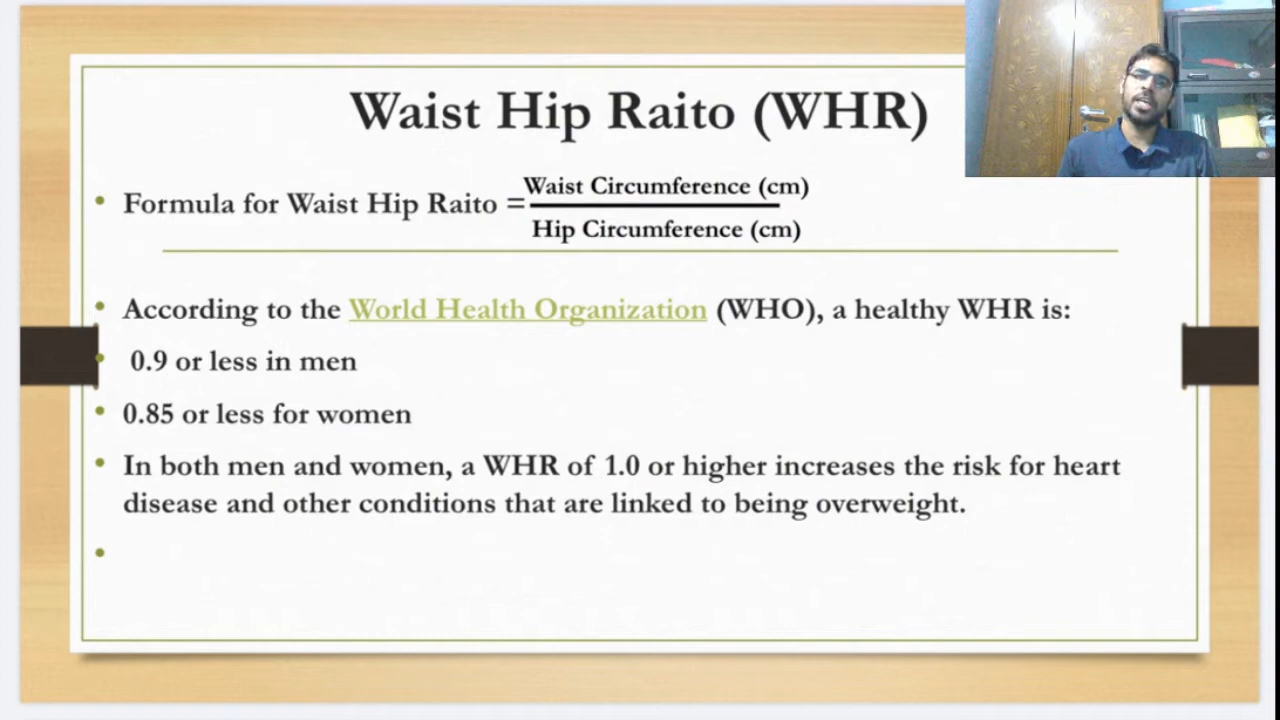 Waist Hip Raito (WHR)
• Formula for Waist Hip Raito = Waist Circumference (cm)
Hip Circumference (cm)
• According to the World Health Organization (WHO), a healthy WHR is:
• 0.9 or less in men
• 0.85 or less for women
• In both men and women, a WHR of 1.0 or higher increases the risk for heart
disease and other conditions that are linked to being overweight.
•